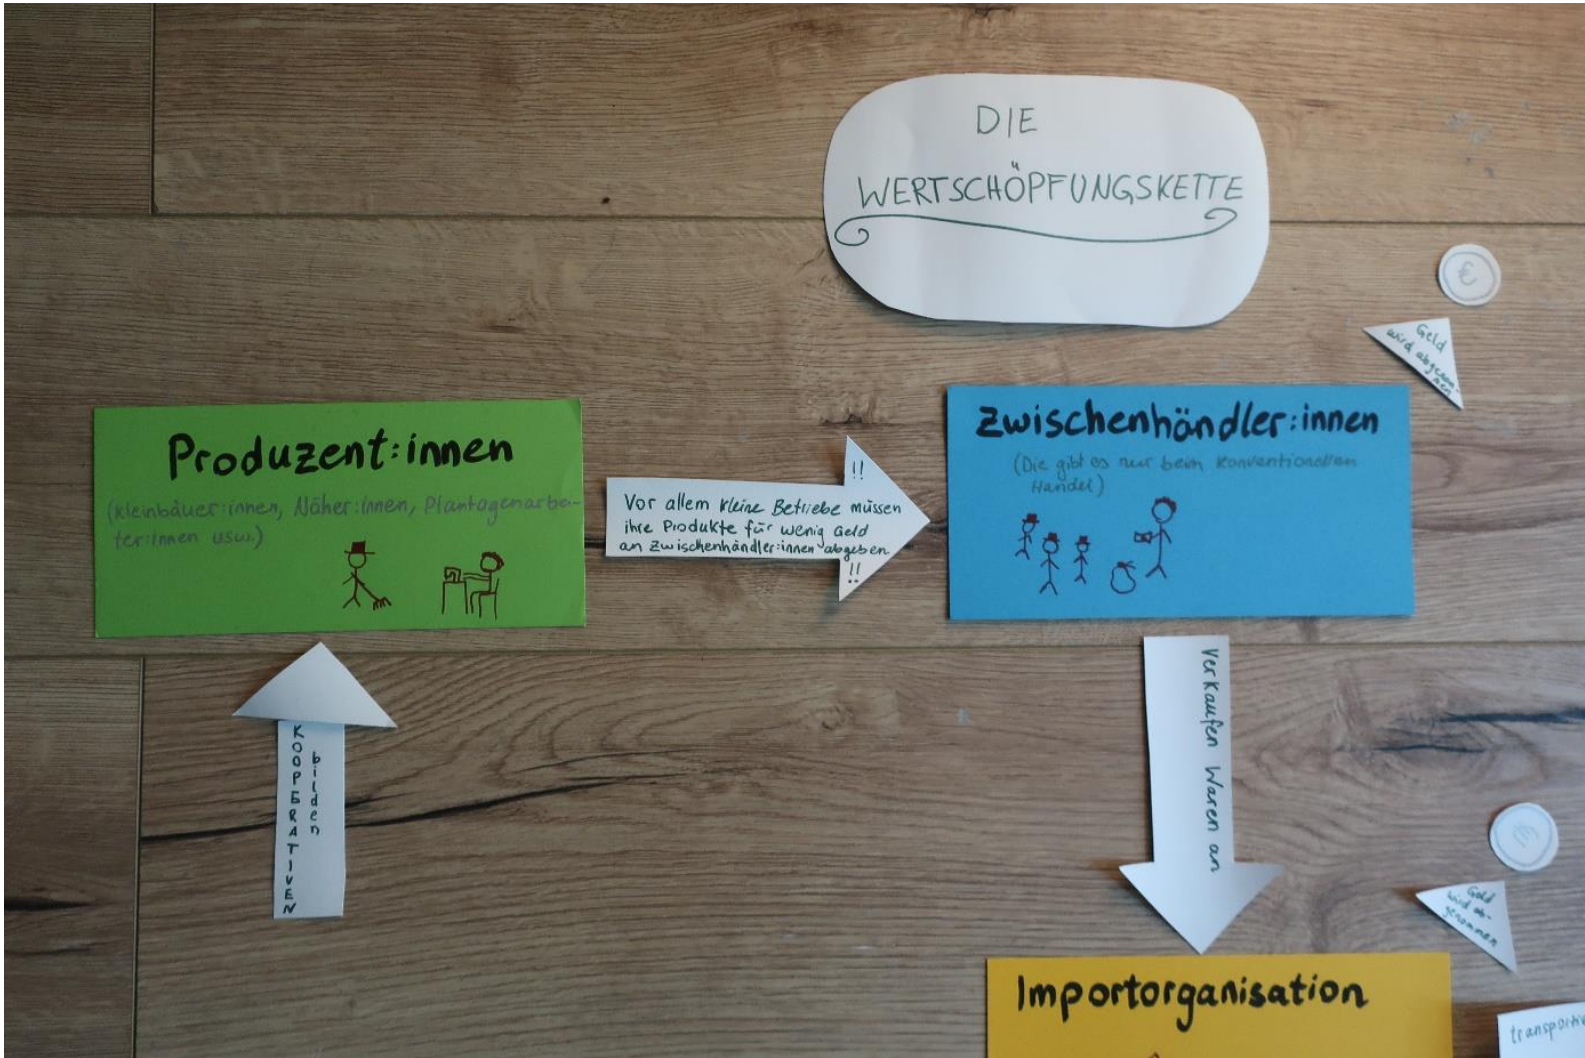 DIE
WERTSCHÖPFUNGSKETTE
€
Geld
wird abgenom-
men
Produzent:innen
(Kleinbäuer:innen, Näher:innen, Plantagenarbei-
ter:innen usw.)
!!
Vor allem kleine Betriebe müssen
ihre Produkte für wenig Geld
an Zwischenhändler:innen abgeben
!!
Zwischenhändler:innen
(Die gibt es nur beim Konventionellen
Handel)
KOOPERATIVEN
bilden
Verkaufen Waren an
€
Geld
wird ab-
genommen
Importorganisation